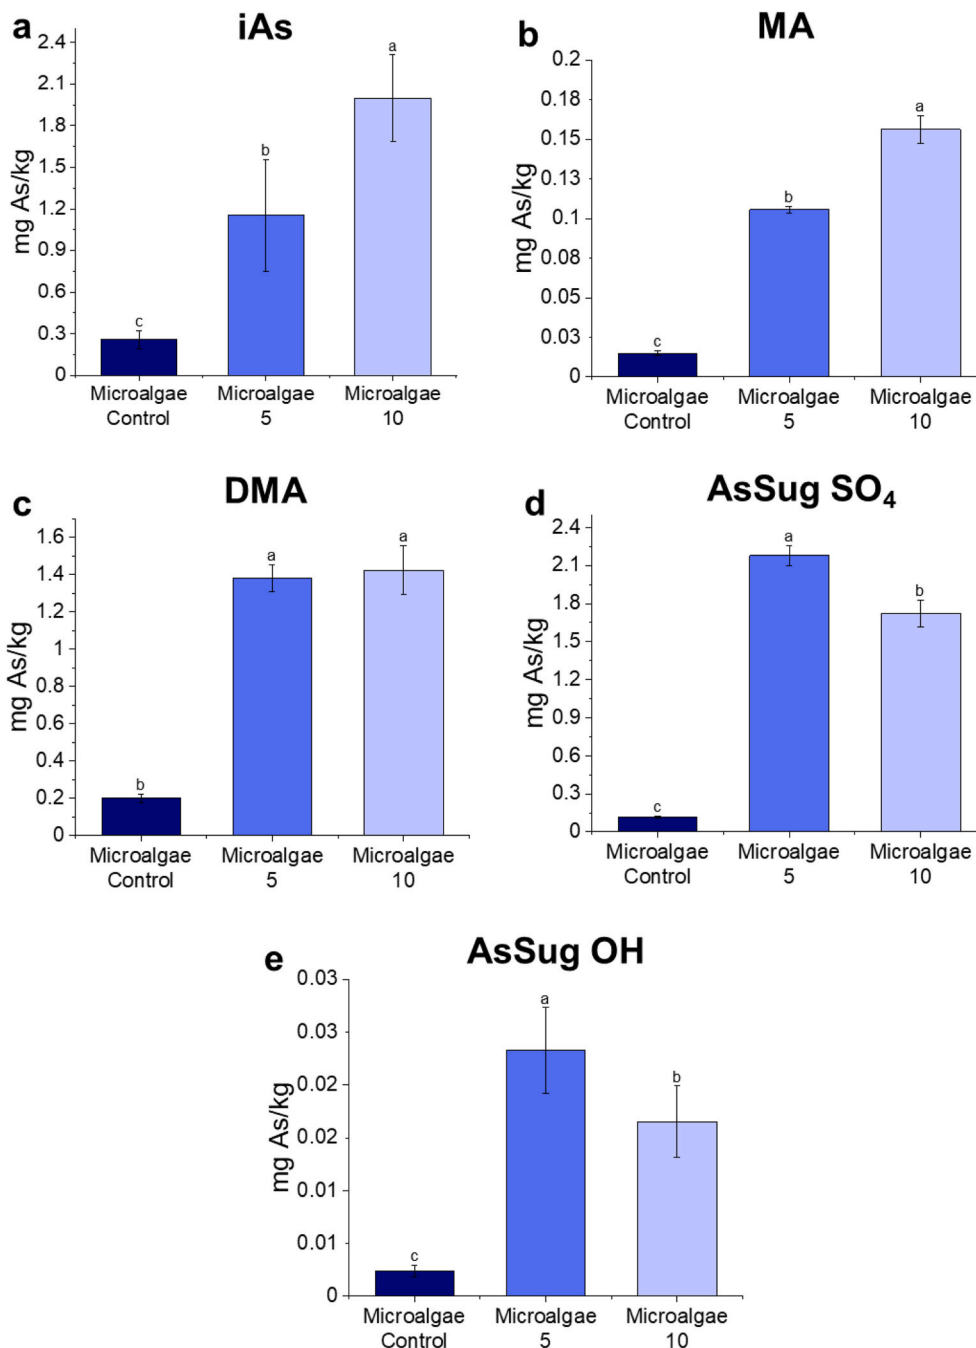 a
iAs
mg As/kg
2.4
2.1
1.8
1.5
1.2
0.9
0.6
0.3
0
c
b
a
Microalgae Control
Microalgae 5
Microalgae 10
b
MA
mg As/kg
0.2
0.18
0.15
0.13
0.1
0.07
0.05
0.03
0
c
b
a
Microalgae Control
Microalgae 5
Microalgae 10
c
DMA
mg As/kg
1.6
1.4
1.2
1
0.8
0.6
0.4
0.2
0
b
a
a
Microalgae Control
Microalgae 5
Microalgae 10
d
AsSug SO₄
mg As/kg
2.4
2.1
1.8
1.5
1.2
0.9
0.6
0.3
0
c
a
b
Microalgae Control
Microalgae 5
Microalgae 10
e
AsSug OH
mg As/kg
0.03
0.03
0.02
0.02
0.01
0.01
0
c
a
b
Microalgae Control
Microalgae 5
Microalgae 10